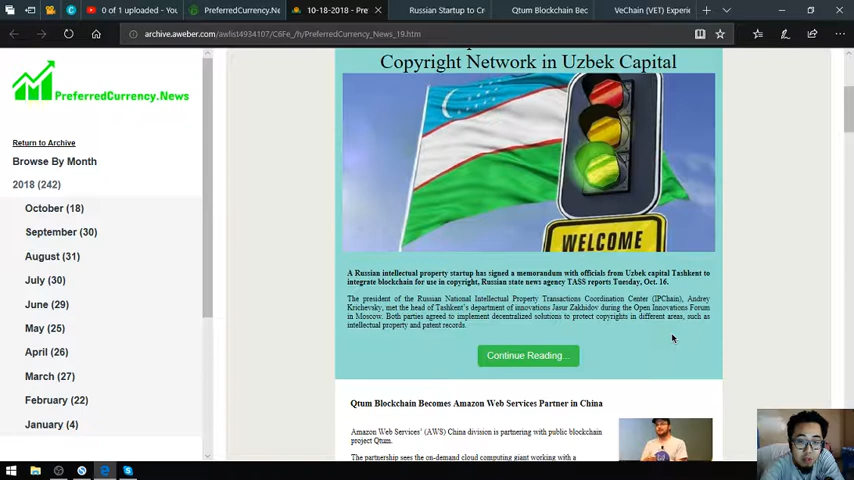 0 of 1 uploaded - You
PreferredCurrency.Ne
10-18-2018 - Pre
Russian Startup to Cr
Qtum Blockchain Bec
VeChain (VET) Experie
archive.aweber.com/awlist4934107/C6Fe_/h/PreferredCurrency_News_19.htm
PreferredCurrency.News
Return to Archive
Browse By Month
2018 (242)
October (18)
September (30)
August (31)
July (30)
June (29)
May (25)
April (26)
March (27)
February (22)
January (4)
Copyright Network in Uzbek Capital
WELCOME
A Russian intellectual property startup has signed a memorandum with officials from Uzbek capital Tashkent to
integrate blockchain for use in copyright, Russian state news agency TASS reports Tuesday, Oct. 16.
The president of the Russian National Intellectual Property Transactions Coordination Center (IPChain), Andrey
Krichevsky, met the head of Tashkent's department of innovations Jasur Zakhidov during the Open Innovations Forum
in Moscow. Both parties agreed to implement decentralized solutions to protect copyrights in different areas, such as
intellectual property and patent records.
Continue Reading...
Qtum Blockchain Becomes Amazon Web Services Partner in China
Amazon Web Services' (AWS) China division is partnering with public blockchain
project Qtum.
The partnership sees the on-demand cloud computing giant working with a